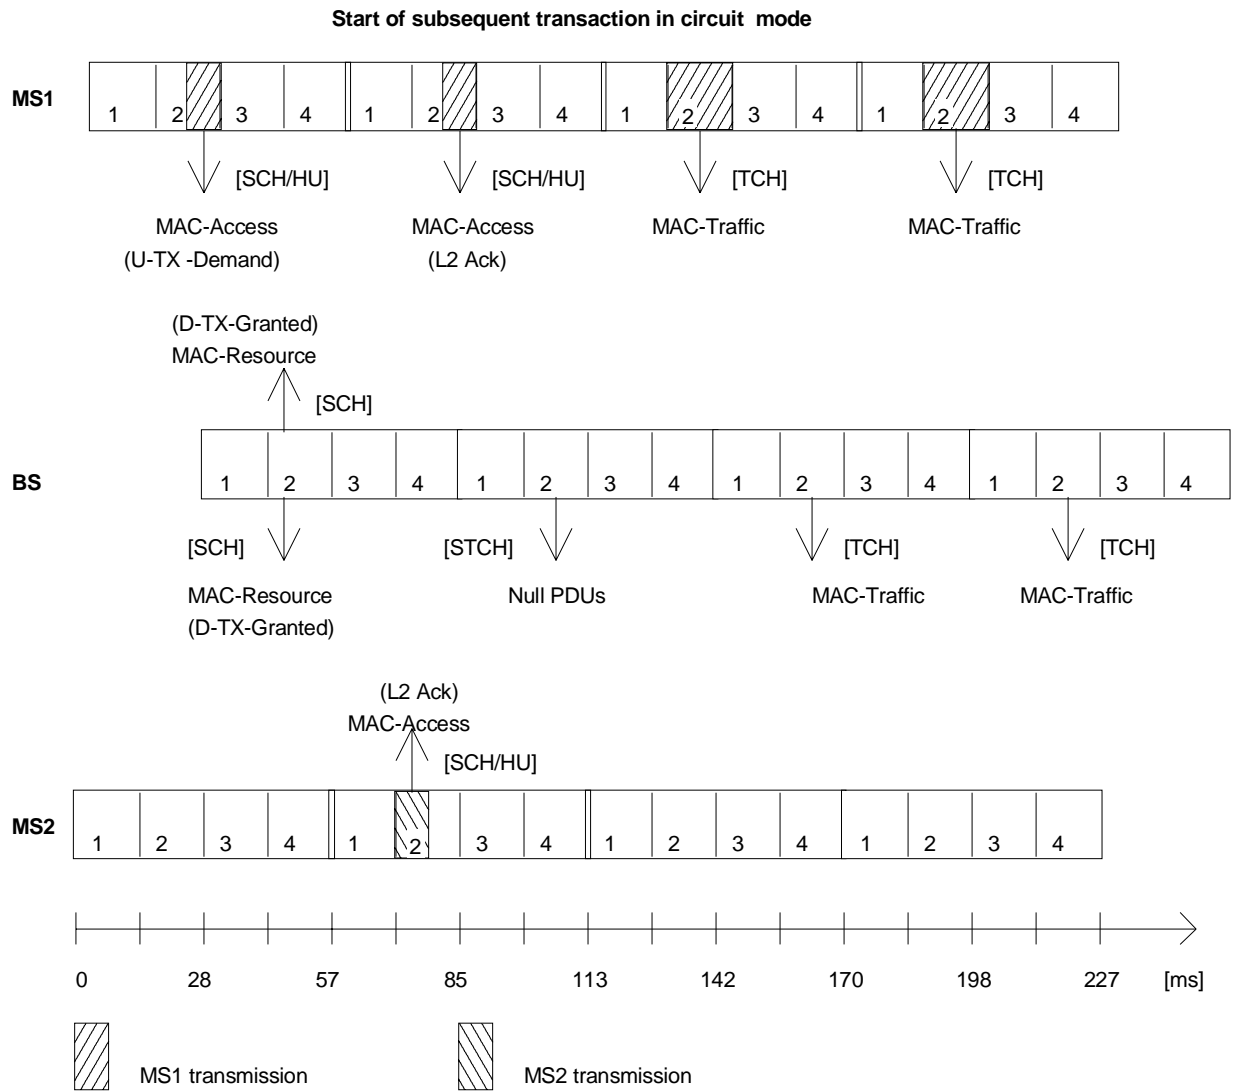 Start of subsequent transaction in circuit mode
MS1
1 2 3 4 1 2 3 4 1 2 3 4 1 2 3 4
[SCH/HU] [SCH/HU] [TCH] [TCH]
MAC-Access MAC-Access MAC-Traffic MAC-Traffic
(U-TX -Demand) (L2 Ack)
(D-TX-Granted)
MAC-Resource
[SCH]
BS
1 2 3 4 1 2 3 4 1 2 3 4 1 2 3 4
[SCH] [STCH] [TCH] [TCH]
MAC-Resource Null PDUs MAC-Traffic MAC-Traffic
(D-TX-Granted)
(L2 Ack)
MAC-Access
[SCH/HU]
MS2
1 2 3 4 1 2 3 4 1 2 3 4 1 2 3 4
0 28 57 85 113 142 170 198 227 [ms]
MS1 transmission MS2 transmission